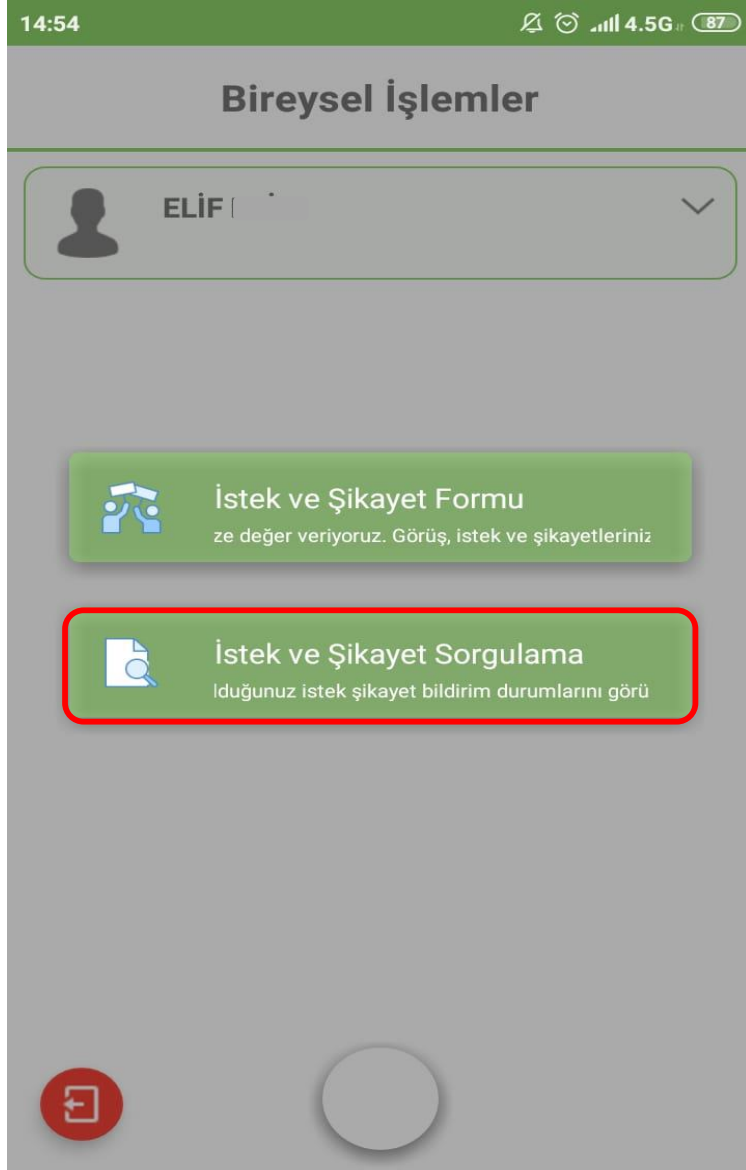 14:54 4.5G 87
Bireysel İşlemler
ELİF
İstek ve Şikayet Formu
ze değer veriyoruz. Görüş, istek ve şikayetleriniz
İstek ve Şikayet Sorgulama
lduğunuz istek şikayet bildirim durumlarını görü